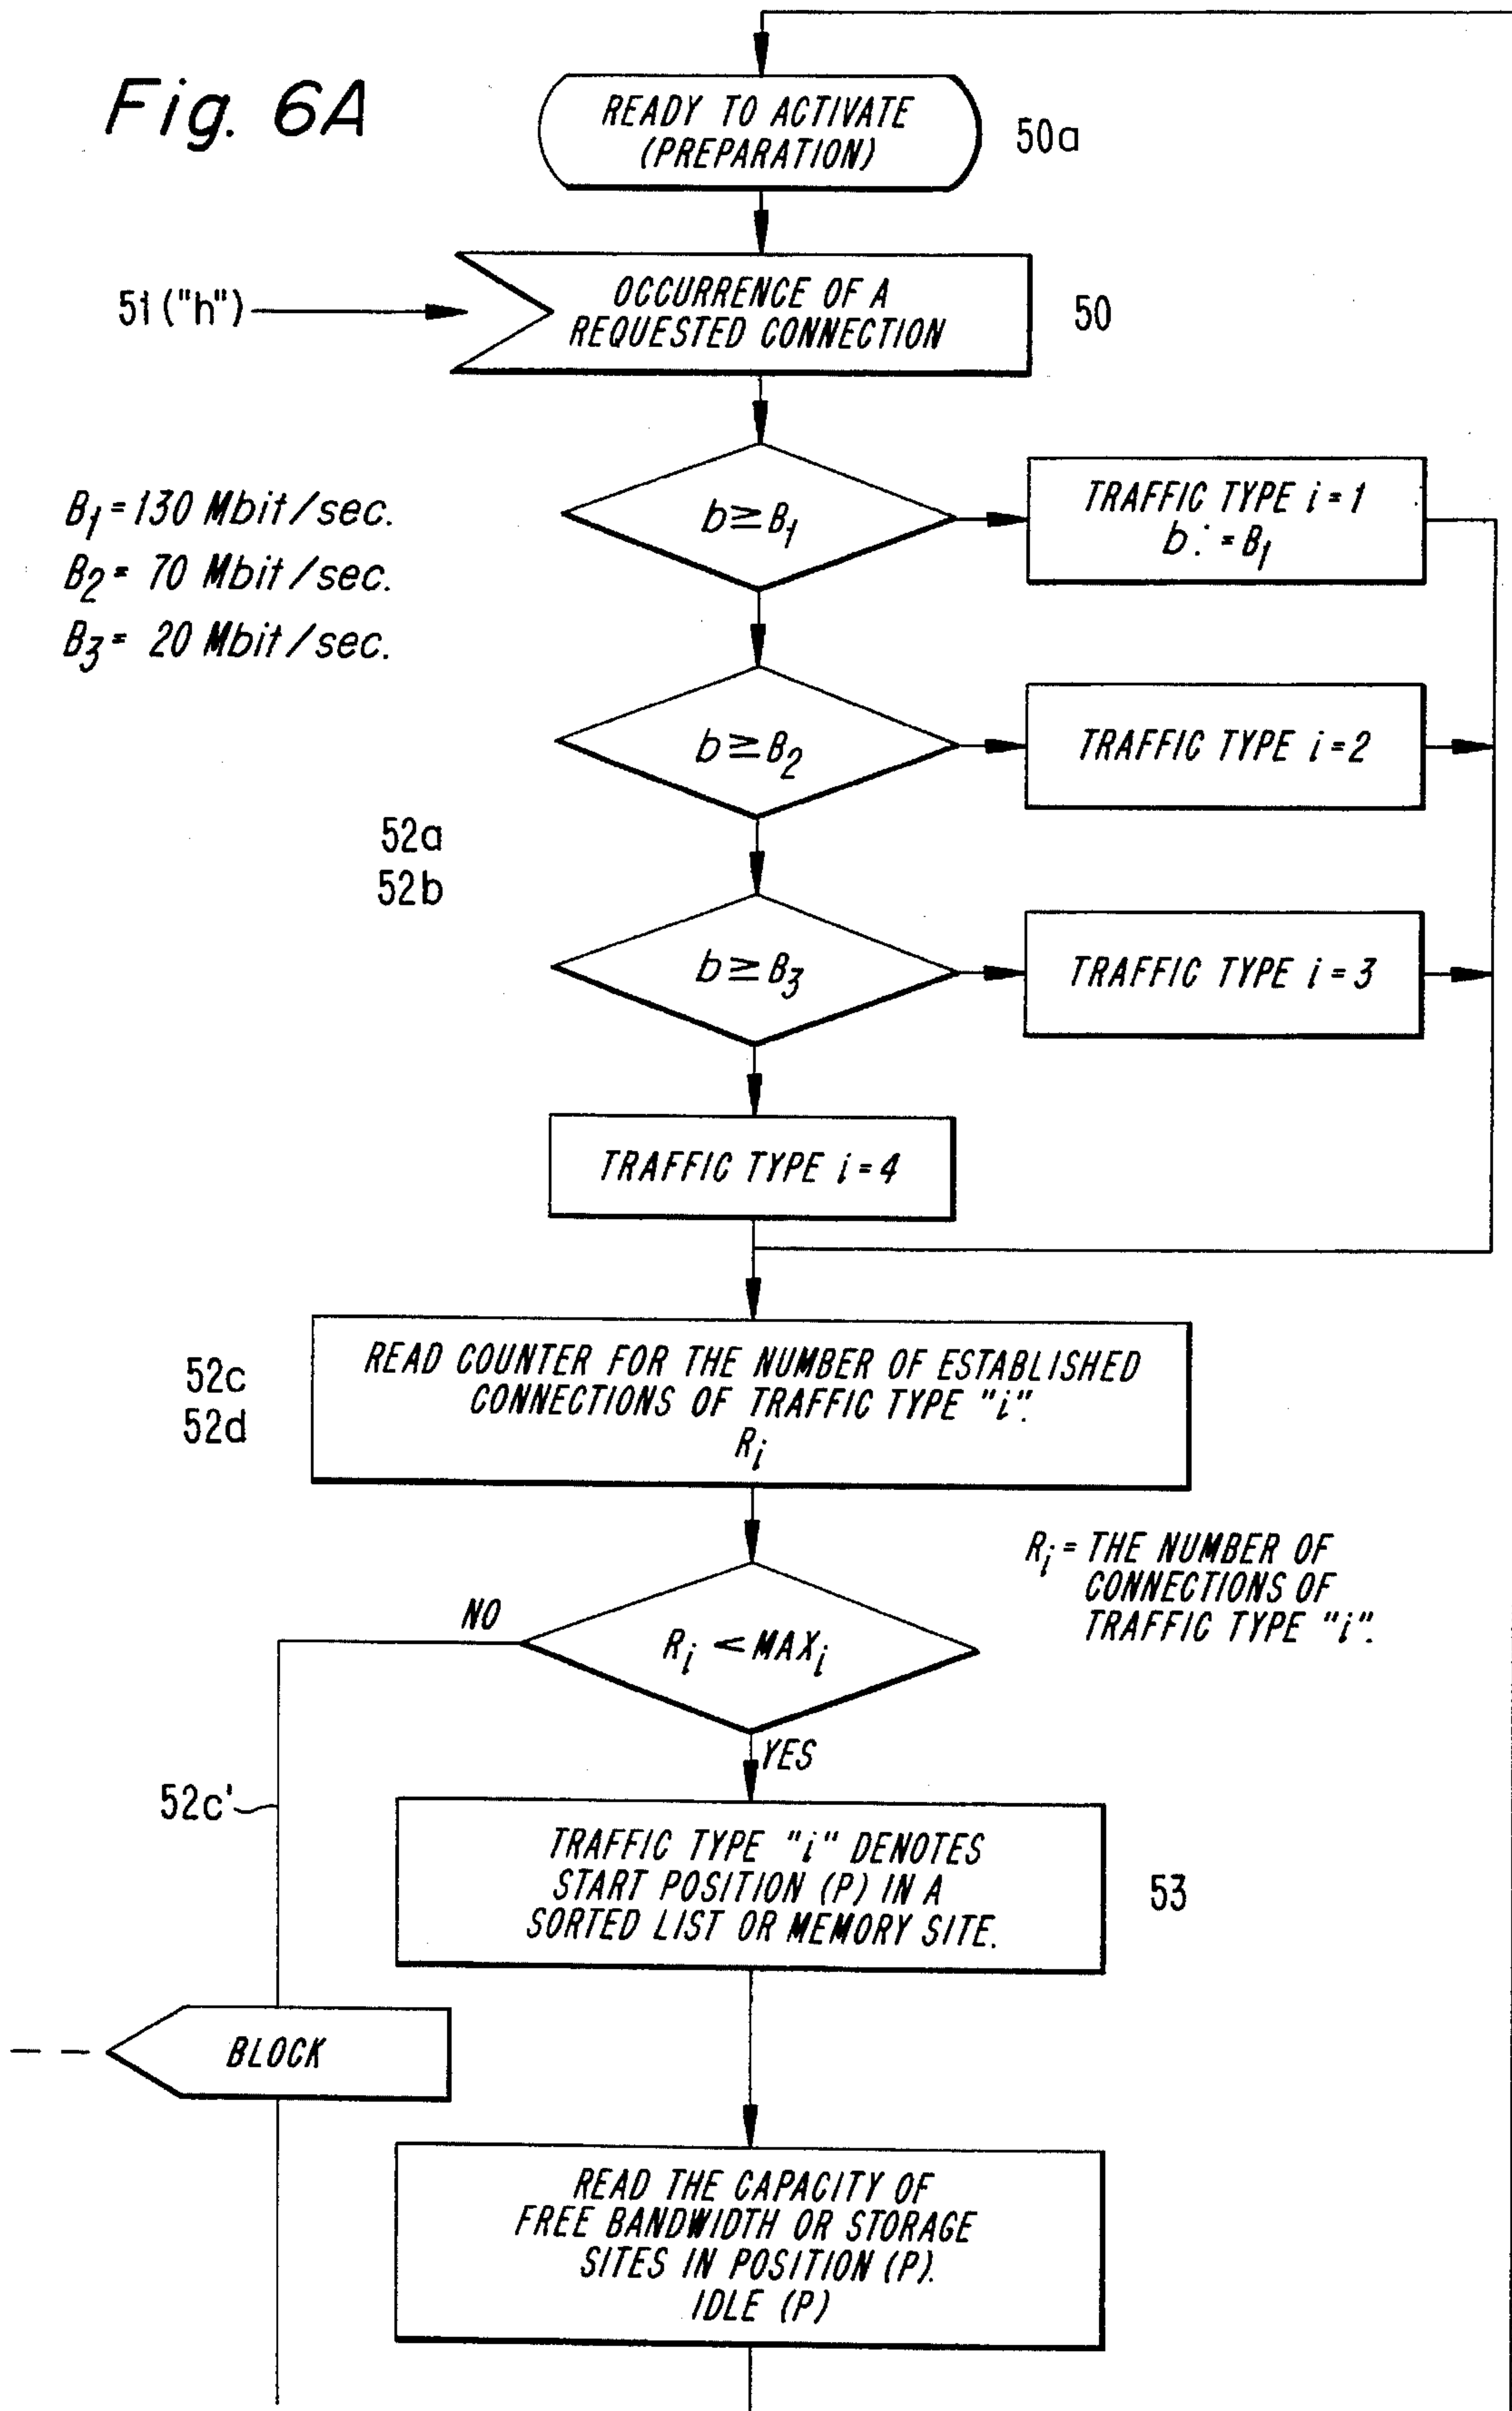 Fig. 6A
READY TO ACTIVATE
(PREPARATION)
50a
51 ("h")
OCCURRENCE OF A
REQUESTED CONNECTION
50
B1 = 130 Mbit/sec.
B2 = 70 Mbit/sec.
B3 = 20 Mbit/sec.
b ≥ B1
TRAFFIC TYPE i = 1
b := B1
b ≥ B2
TRAFFIC TYPE i = 2
52a
52b
b ≥ B3
TRAFFIC TYPE i = 3
TRAFFIC TYPE i = 4
52c
52d
READ COUNTER FOR THE NUMBER OF ESTABLISHED
CONNECTIONS OF TRAFFIC TYPE "i".
Ri
Ri = THE NUMBER OF
CONNECTIONS OF
TRAFFIC TYPE "i".
NO
Ri < MAXi
YES
52c'
TRAFFIC TYPE "i" DENOTES
START POSITION (P) IN A
SORTED LIST OR MEMORY SITE.
53
BLOCK
READ THE CAPACITY OF
FREE BANDWIDTH OR STORAGE
SITES IN POSITION (P).
IDLE (P)